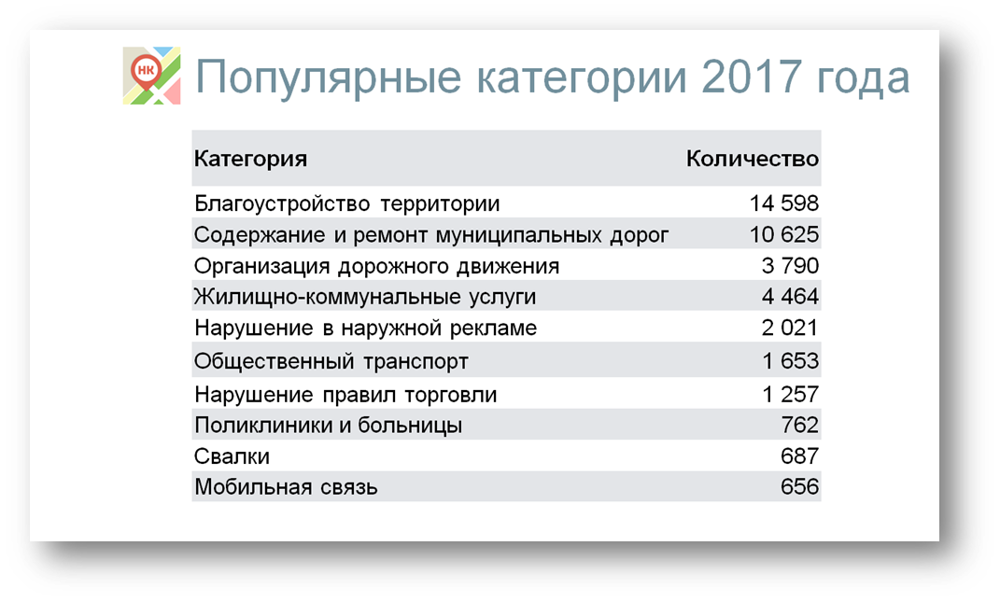 НК
Популярные категории 2017 года
Категория Количество
Благоустройство территории 14 598
Содержание и ремонт муниципальных дорог 10 625
Организация дорожного движения 3 790
Жилищно-коммунальные услуги 4 464
Нарушение в наружной рекламе 2 021
Общественный транспорт 1 653
Нарушение правил торговли 1 257
Поликлиники и больницы 762
Свалки 687
Мобильная связь 656